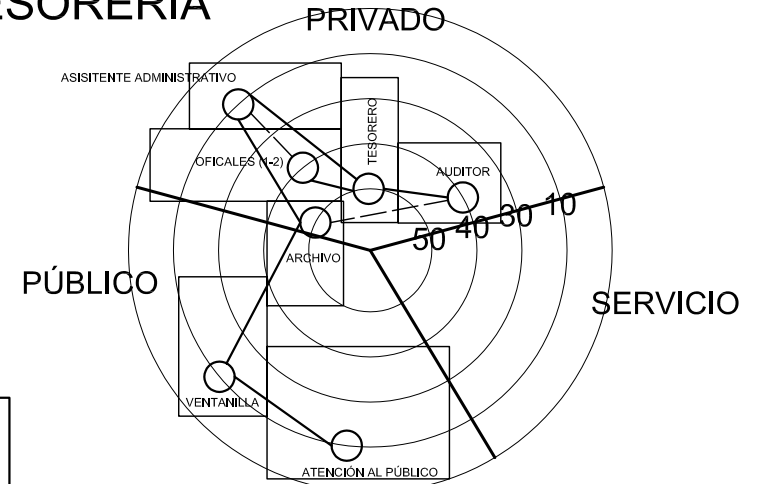 ESORERIA
PRIVADO
ASISITENTE ADMINISTRATIVO
TESORERO
OFICALES (1-2)
AUDITOR
50 40 30 10
ARCHIVO
PÚBLICO
SERVICIO
VENTANILLA
ATENCIÓN AL PÚBLICO